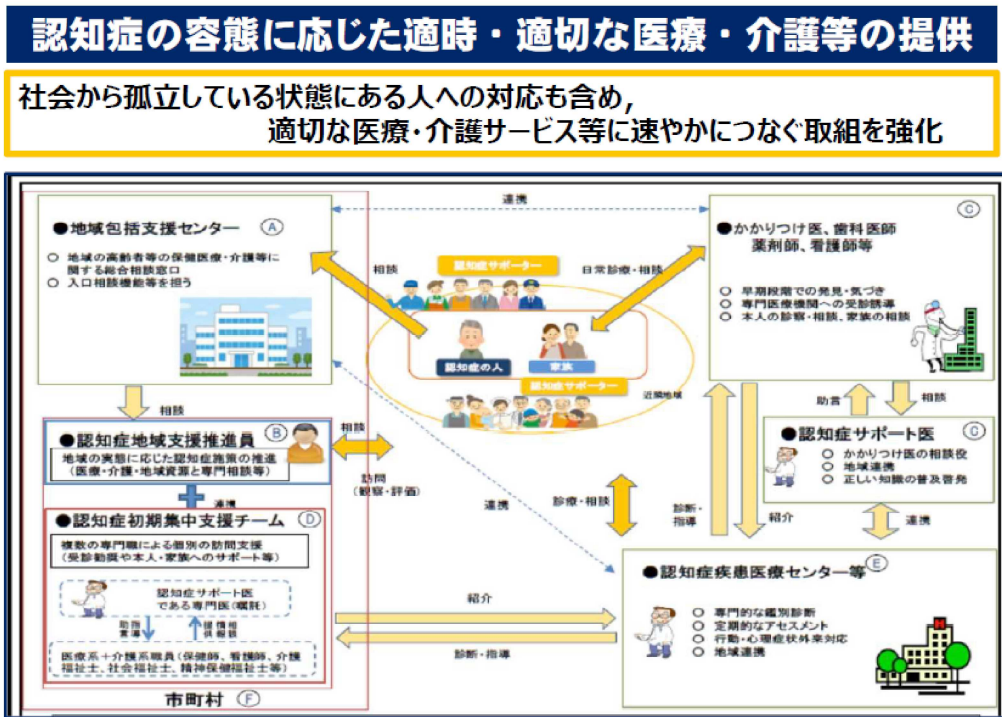 認知症の容態に応じた適時・適切な医療・介護等の提供
社会から孤立している状態にある人への対応も含め,
適切な医療・介護サービス等に速やかにつなぐ取組を強化
連携
●地域包括支援センター Ⓐ
○ 地域の高齢者等の保健医療・介護等に
関する総合相談窓口
○ 入口相談機能等を担う
相談
認知症サポーター
日常診療・相談
認知症の人
家族
認知症サポーター
近隣地域
Ⓒ
●かかりつけ医、歯科医師
薬剤師、看護師等
○ 早期段階での発見・気づき
○ 専門医療機関への受診誘導
○ 本人の診察・相談、家族の相談
相談
●認知症地域支援推進員 Ⓑ
地域の実態に応じた認知症施策の推進
(医療・介護・地域資源と専門相談等)
連携
相談
訪問
(観察・評価)
連携
診療・相談
診断・
指導
紹介
助言
相談
●認知症サポート医 Ⓒ
○ かかりつけ医の相談役
○ 地域連携
○ 正しい知識の普及啓発
連携
●認知症初期集中支援チーム Ⓓ
複数の専門職による個別の訪問支援
(受診勧奨や本人・家族へのサポート等)
認知症サポート医
である専門医(嘱託)
助指
言導
提情相
供報談
医療系+介護系職員(保健師、看護師、介護
福祉士、社会福祉士、精神保健福祉士等)
市町村 Ⓕ
紹介
診断・指導
●認知症疾患医療センター等 Ⓔ
○ 専門的な鑑別診断
○ 定期的なアセスメント
○ 行動・心理症状外来対応
○ 地域連携